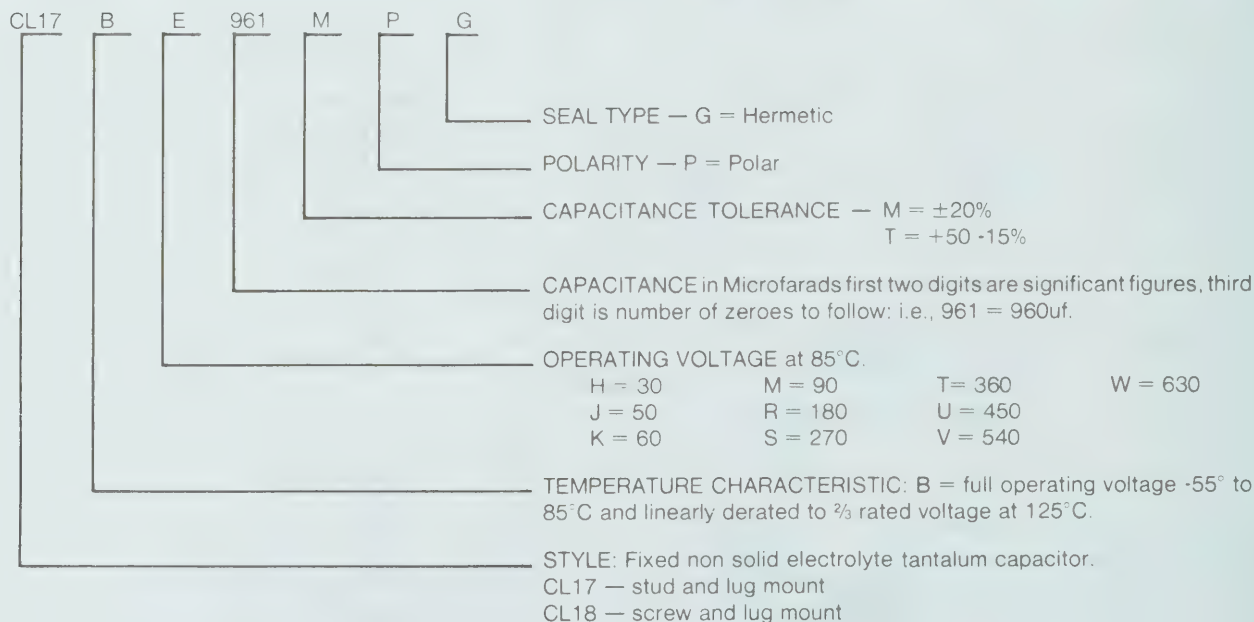 CL17 B E 961 M P G
SEAL TYPE — G = Hermetic
POLARITY — P = Polar
CAPACITANCE TOLERANCE — M = ±20%
T = +50 -15%
CAPACITANCE in Microfarads first two digits are significant figures, third
digit is number of zeroes to follow: i.e., 961 = 960uf.
OPERATING VOLTAGE at 85°C.
H = 30 M = 90 T= 360 W = 630
J = 50 R = 180 U = 450
K = 60 S = 270 V = 540
TEMPERATURE CHARACTERISTIC: B = full operating voltage -55° to
85°C and linearly derated to ⅔ rated voltage at 125°C.
STYLE: Fixed non solid electrolyte tantalum capacitor.
CL17 — stud and lug mount
CL18 — screw and lug mount